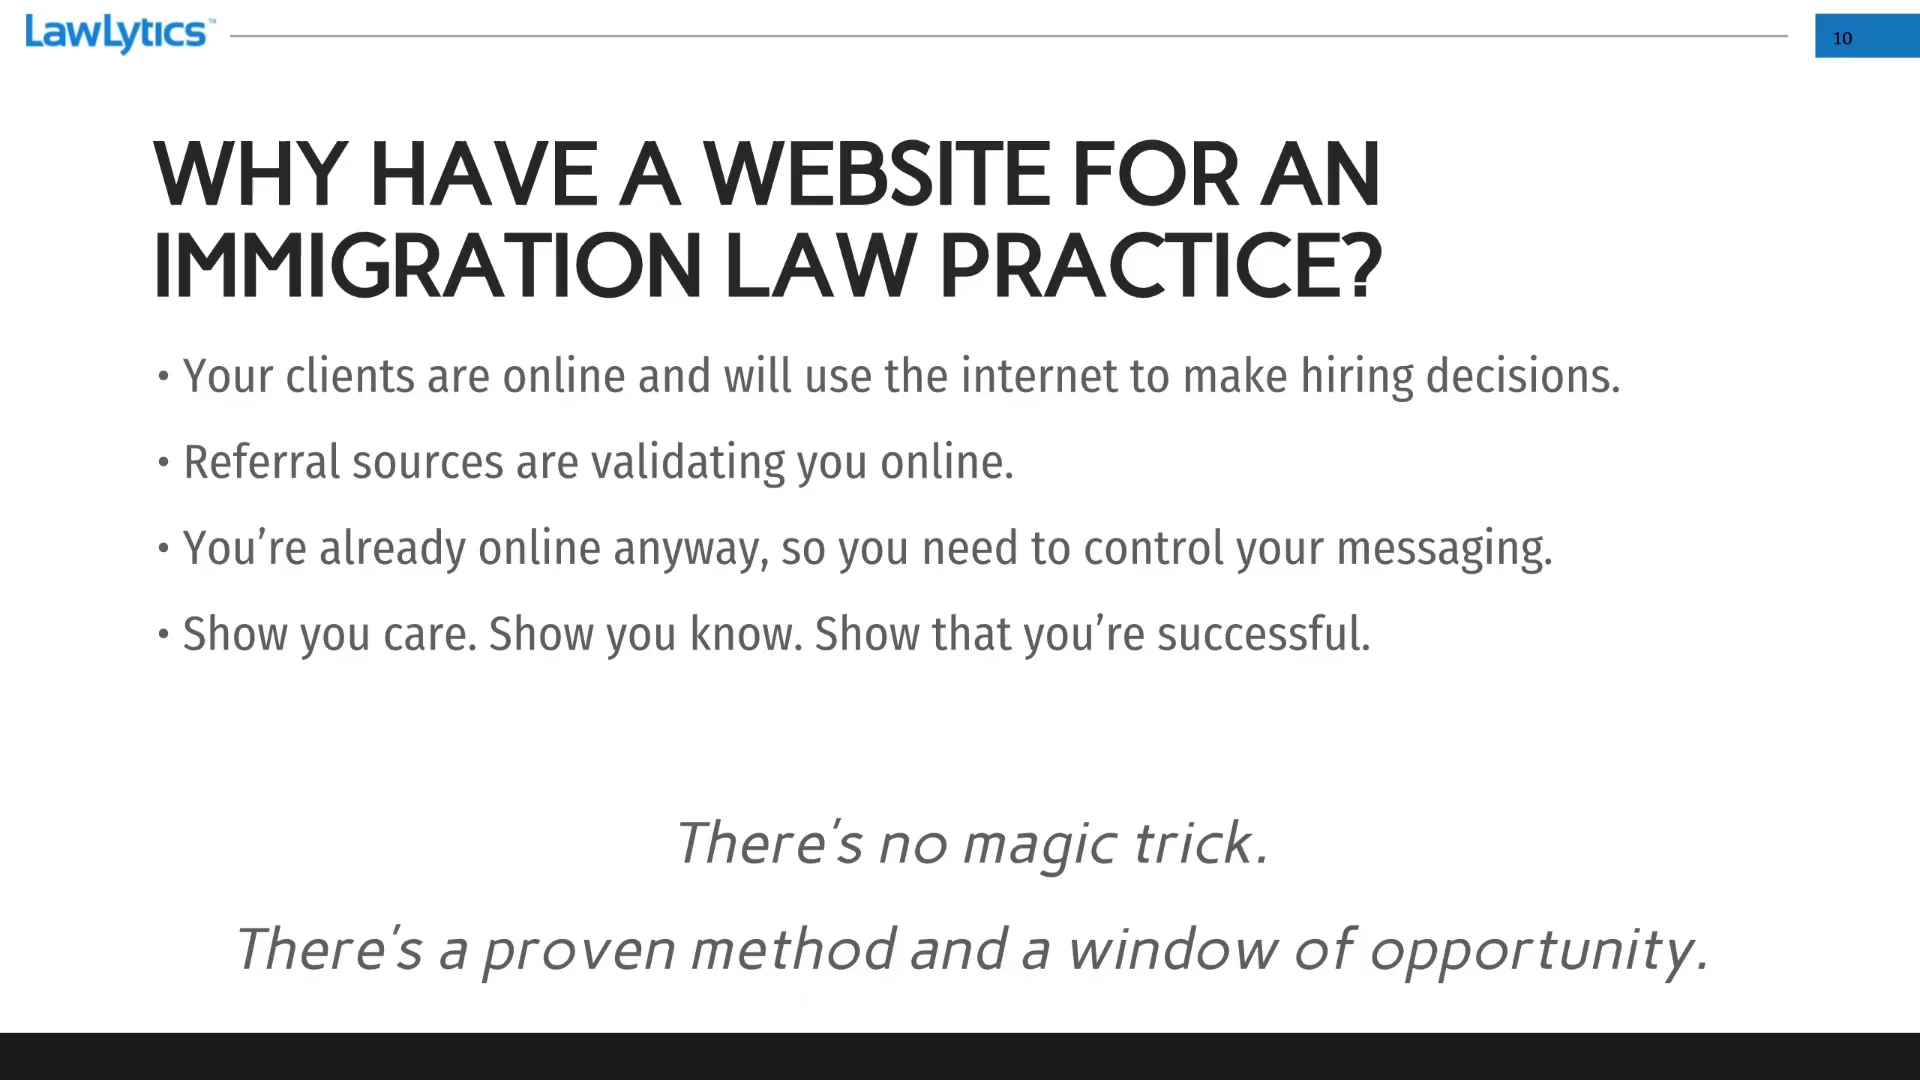 LawLytics™
10
WHY HAVE A WEBSITE FOR AN
IMMIGRATION LAW PRACTICE?
• Your clients are online and will use the internet to make hiring decisions.
• Referral sources are validating you online.
• You’re already online anyway, so you need to control your messaging.
• Show you care. Show you know. Show that you’re successful.
There's no magic trick.
There's a proven method and a window of opportunity.